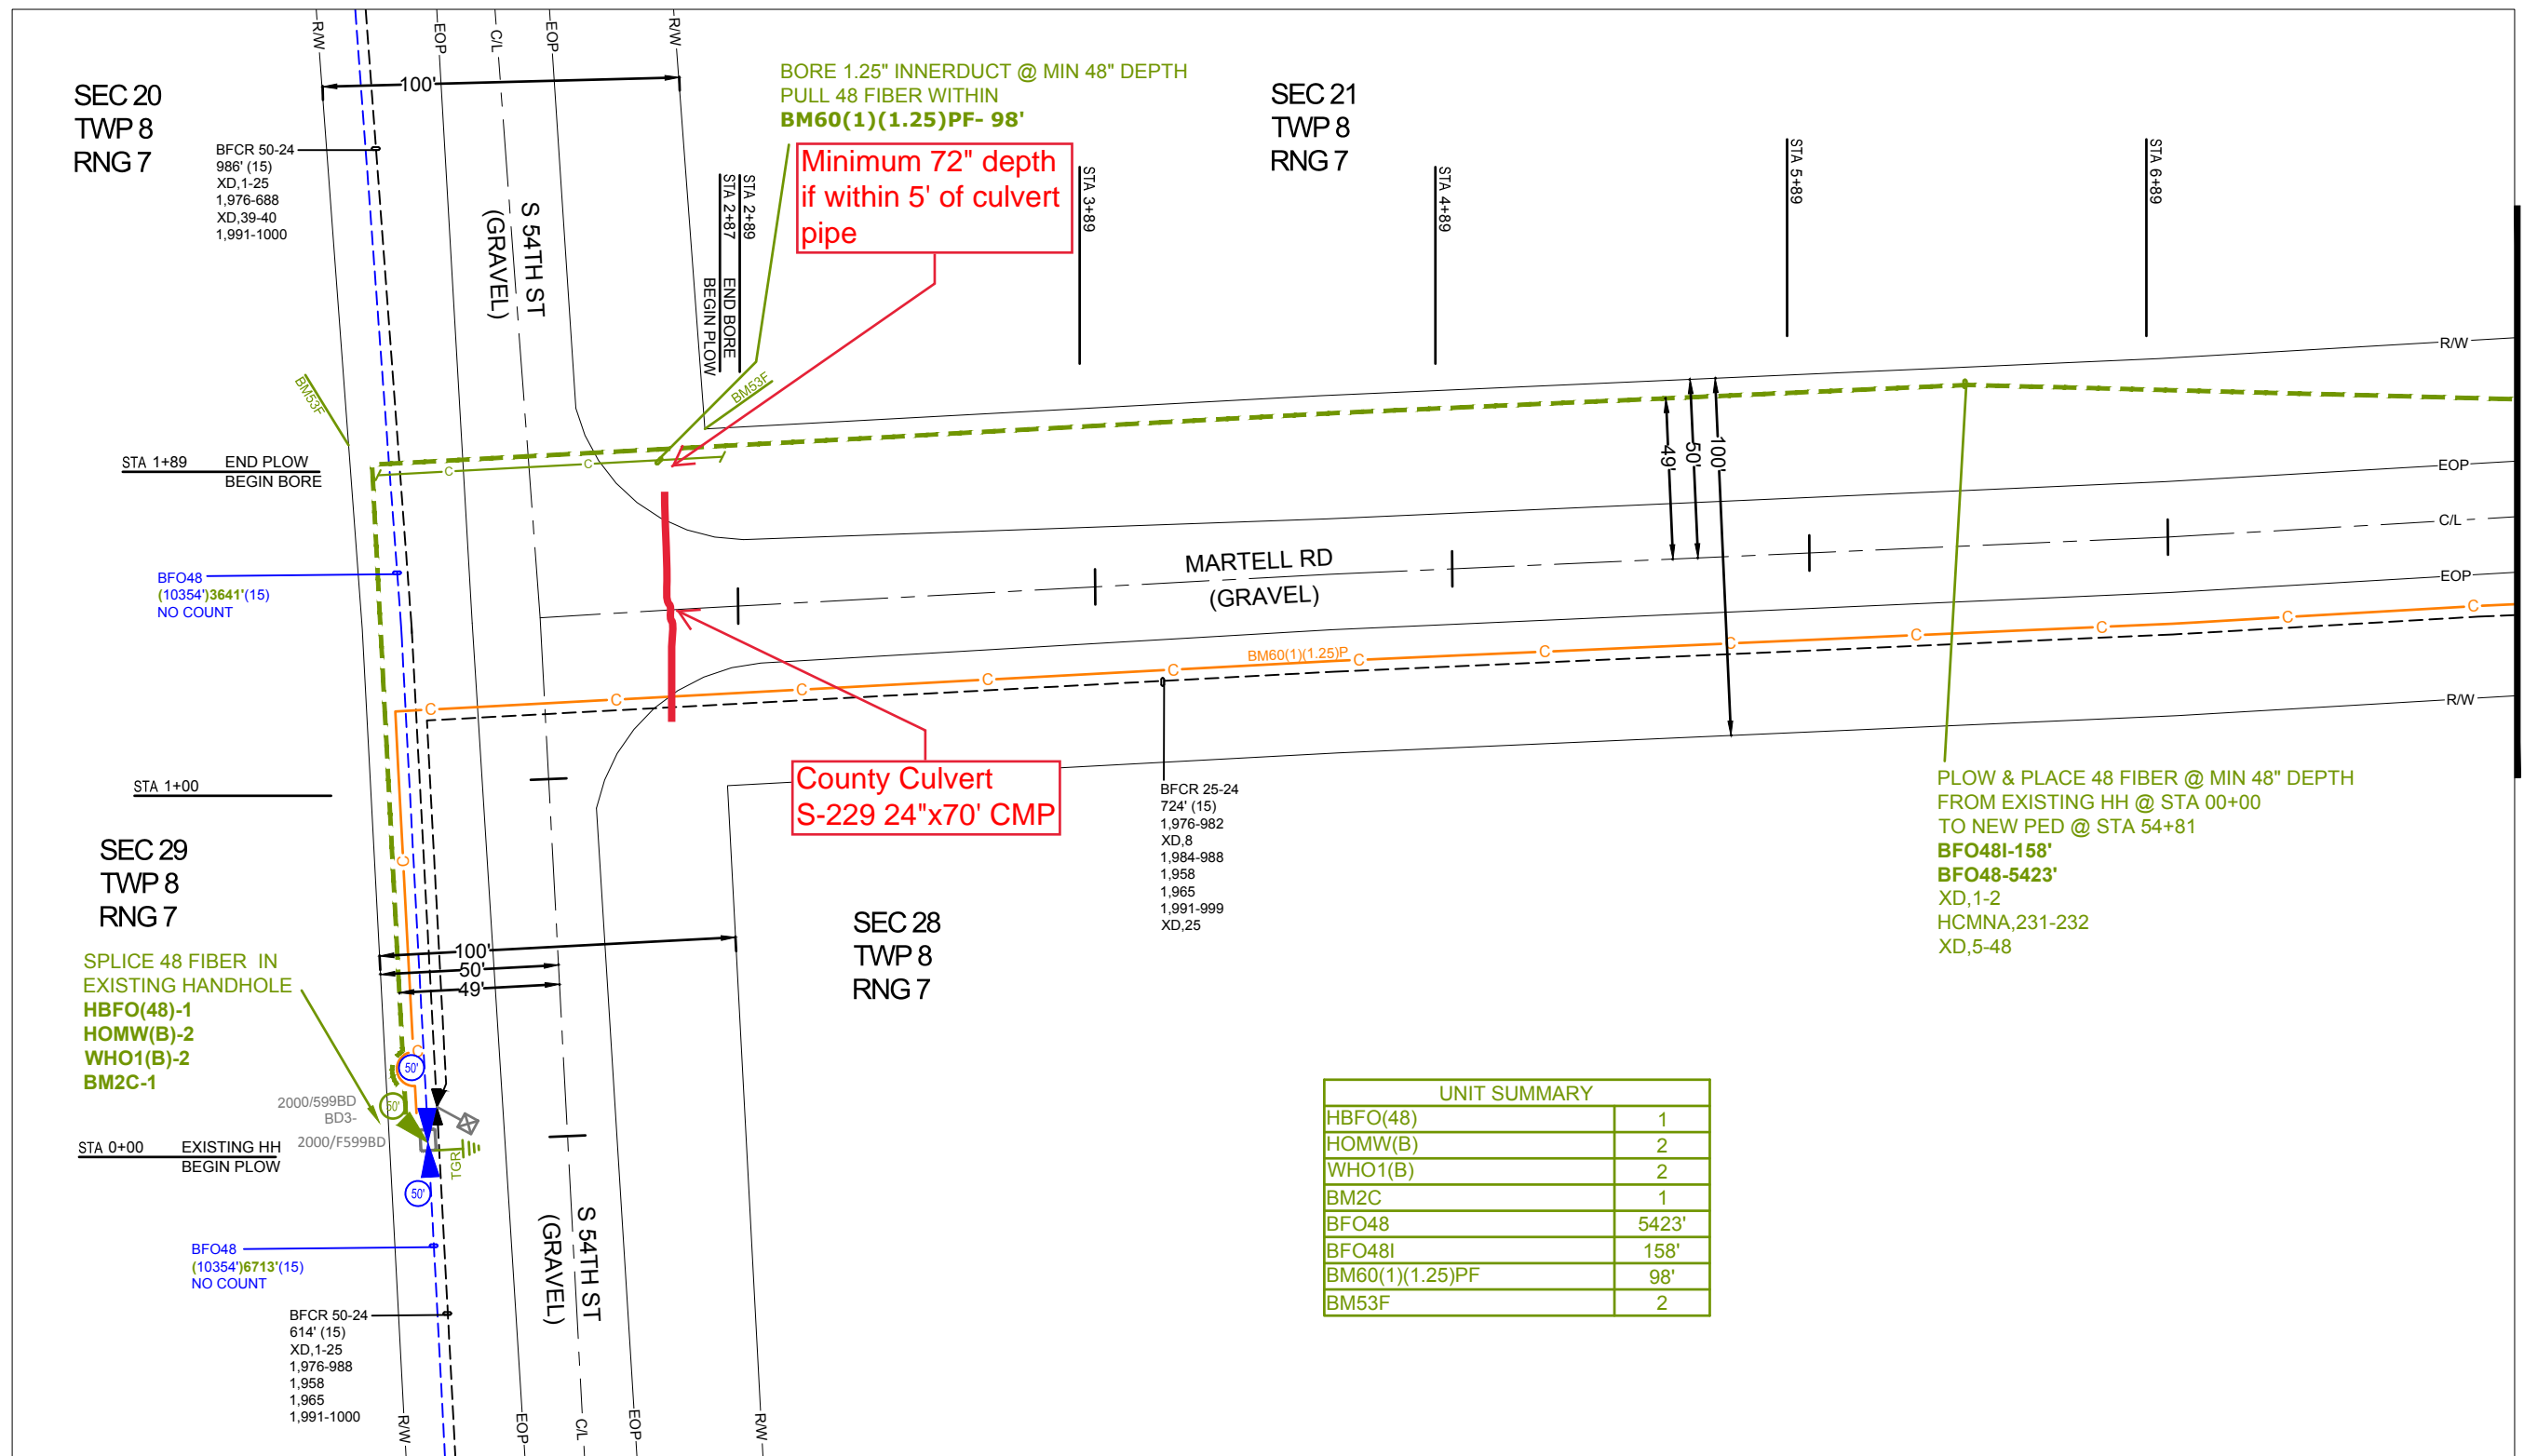 R/W
EOP
C/L
EOP
R/W
100'
SEC 20
TWP 8
RNG 7
BFCR 50-24
986' (15)
XD,1-25
1,976-688
XD,39-40
1,991-1000
S 54TH ST
(GRAVEL)
BORE 1.25" INNERDUCT @ MIN 48" DEPTH
PULL 48 FIBER WITHIN
BM60(1)(1.25)PF- 98'
Minimum 72" depth
if within 5' of culvert
pipe
SEC 21
TWP 8
RNG 7
STA 2+89
STA 2+87
END BORE
BEGIN PLOW
STA 3+89
STA 4+89
STA 5+89
STA 6+89
R/W
BM53F
BM53F
STA 1+89 END PLOW
BEGIN BORE
C
C
49'
50'
100'
EOP
C/L
EOP
R/W
MARTELL RD
(GRAVEL)
BFO48
(10354')3641'(15)
NO COUNT
BM60(1)(1.25)P
C
C
C
C
C
C
C
C
C
C
C
C
STA 1+00
County Culvert
S-229 24"x70' CMP
BFCR 25-24
724' (15)
1,976-982
XD,8
1,984-988
1,958
1,965
1,991-999
XD,25
PLOW & PLACE 48 FIBER @ MIN 48" DEPTH
FROM EXISTING HH @ STA 00+00
TO NEW PED @ STA 54+81
BFO48I-158'
BFO48-5423'
XD,1-2
HCMNA,231-232
XD,5-48
SEC 29
TWP 8
RNG 7
C
SEC 28
TWP 8
RNG 7
100'
50'
49'
SPLICE 48 FIBER IN
EXISTING HANDHOLE
HBFO(48)-1
HOMW(B)-2
WHO1(B)-2
BM2C-1
C
50'
50'
2000/599BD
BD3-
2000/F599BD
STA 0+00 EXISTING HH
BEGIN PLOW
TGR
50'
BFO48
(10354')6713'(15)
NO COUNT
BFCR 50-24
614' (15)
XD,1-25
1,976-988
1,958
1,965
1,991-1000
S 54TH ST
(GRAVEL)
R/W
EOP
C/L
EOP
R/W
UNIT SUMMARY
HBFO(48) 1
HOMW(B) 2
WHO1(B) 2
BM2C 1
BFO48 5423'
BFO48I 158'
BM60(1)(1.25)PF 98'
BM53F 2